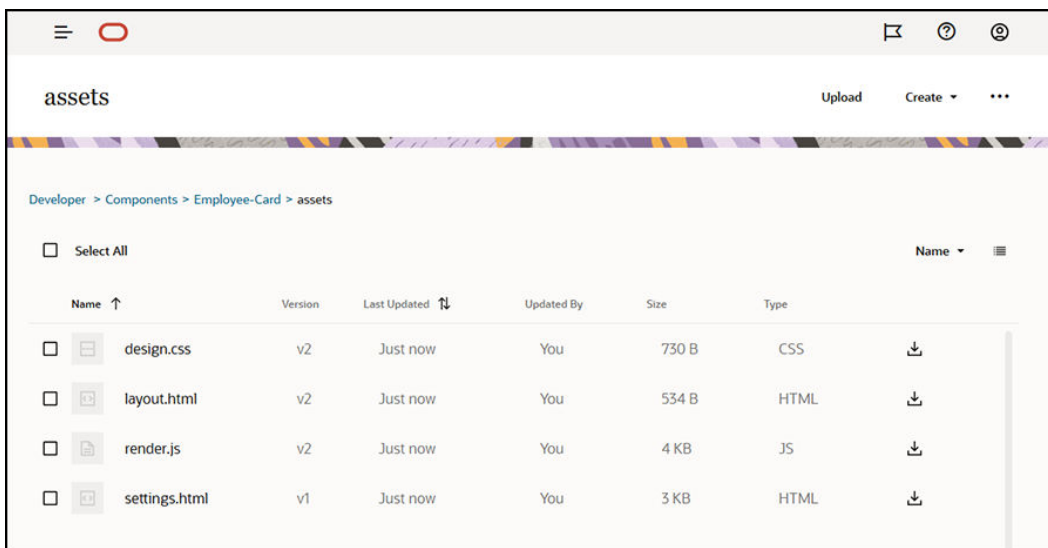 assets
Upload Create
Developer > Components > Employee-Card > assets
Select All Name
Name Version Last Updated Updated By Size Type
design.css v2 Just now You 730 B CSS
layout.html v2 Just now You 534 B HTML
render.js v2 Just now You 4 KB JS
settings.html v1 Just now You 3 KB HTML